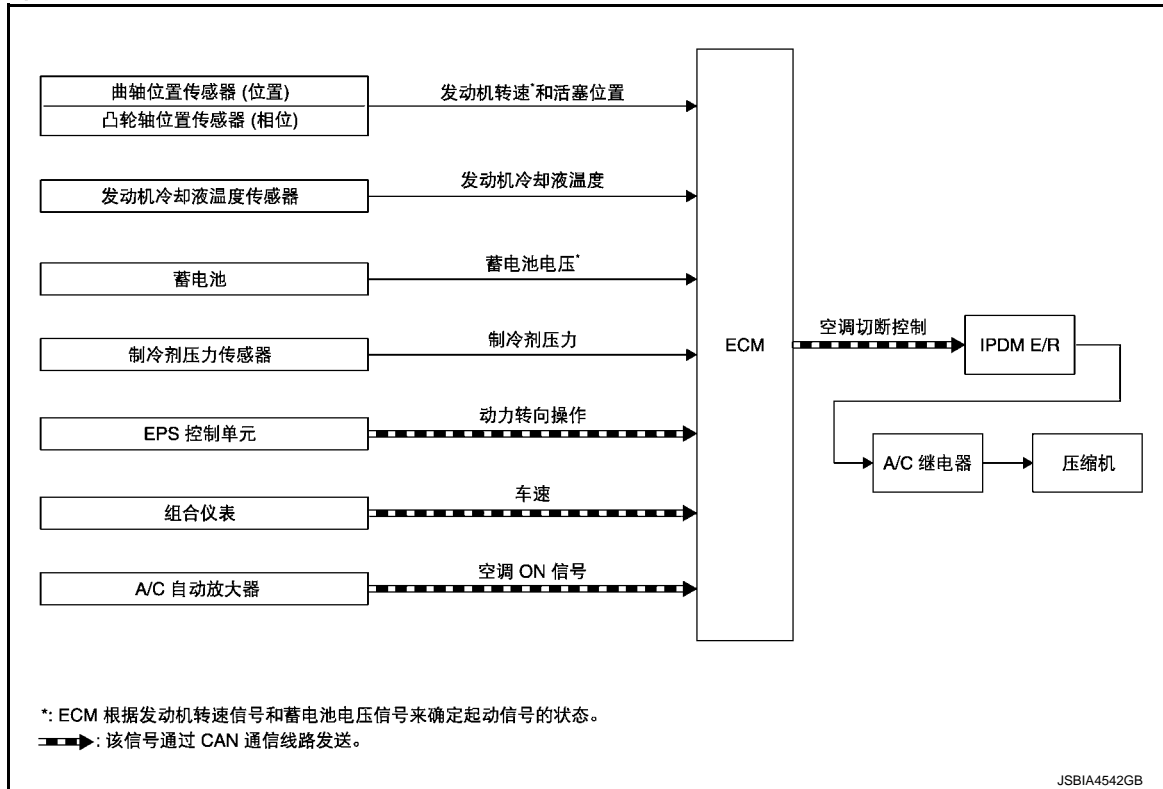 曲轴位置传感器 (位置)
凸轮轴位置传感器 (相位)
发动机转速*和活塞位置
发动机冷却液温度传感器
发动机冷却液温度
蓄电池
蓄电池电压*
制冷剂压力传感器
制冷剂压力
EPS 控制单元
动力转向操作
组合仪表
车速
A/C 自动放大器
空调 ON 信号
ECM
空调切断控制
IPDM E/R
A/C 继电器
压缩机
*: ECM 根据发动机转速信号和蓄电池电压信号来确定起动信号的状态。
: 该信号通过 CAN 通信线路发送。
JSBIA4542GB